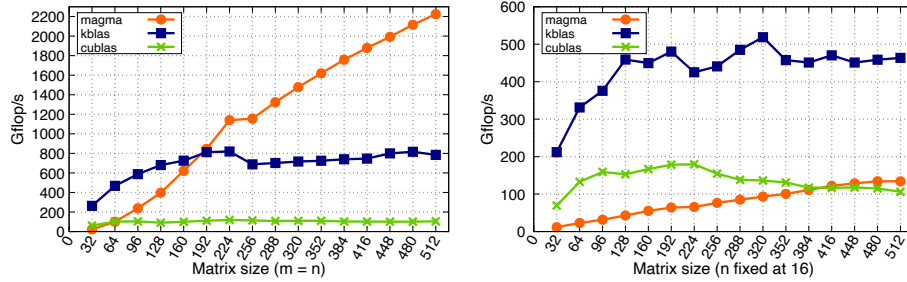 magma
kblas
cublas
2200
2000
1800
1600
1400
1200
1000
800
600
400
200
0
Gflop/s
0 32 64 96 128 160 192 224 256 288 320 352 384 416 448 480 512
Matrix size (m = n)
magma
kblas
cublas
600
500
400
300
200
100
0
Gflop/s
0 32 64 96 128 160 192 224 256 288 320 352 384 416 448 480 512
Matrix size (n fixed at 16)